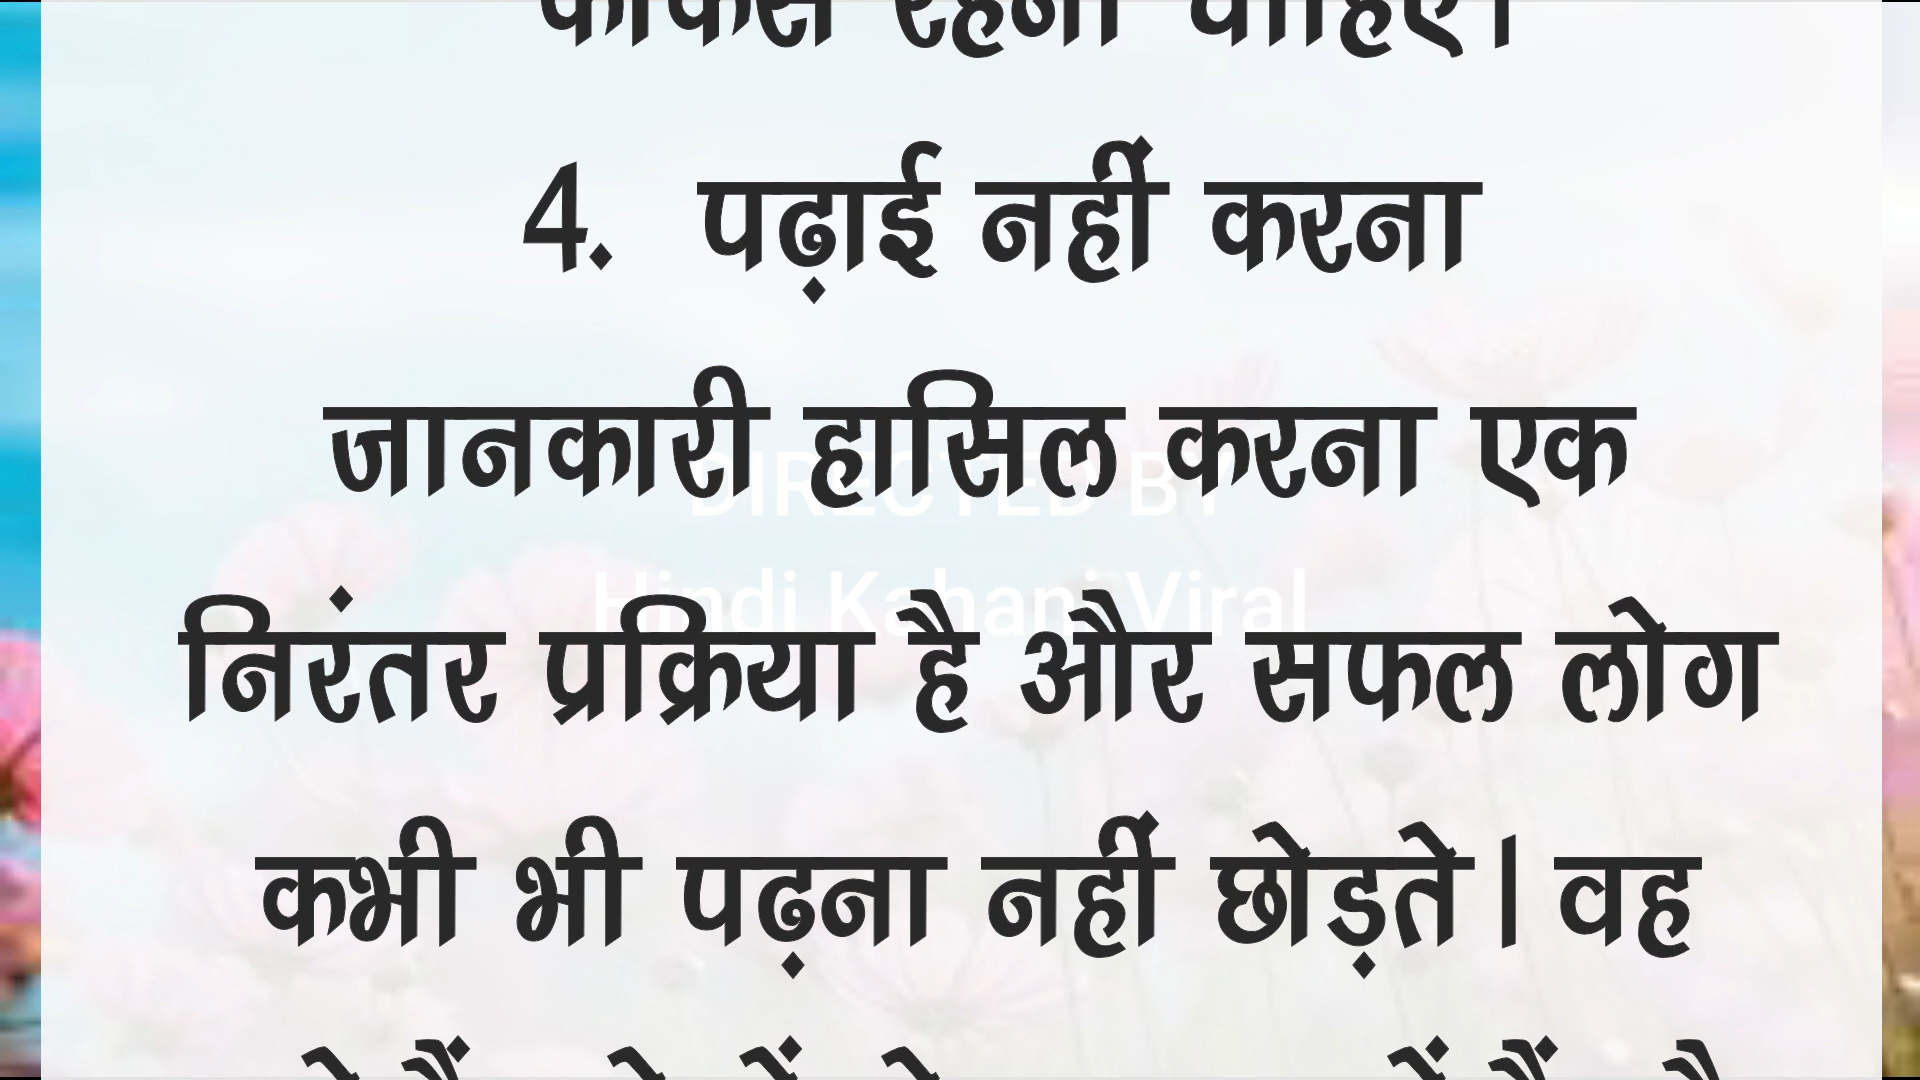 फोकस रहना चाहिए।
4. पढ़ाई नहीं करना
जानकारी हासिल करना एक
DIRECTED BY
Hindi Kahani Viral
निरंतर प्रक्रिया है और सफल लोग
कभी भी पढ़ना नहीं छोड़ते। वह